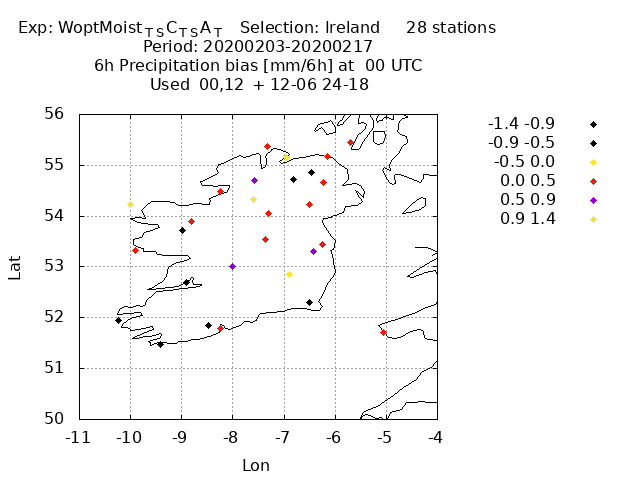 Exp: WoptMoist_TS C_TS A_T Selection: Ireland 28 stations
Period: 20200203-20200217
6h Precipitation bias [mm/6h] at 00 UTC
Used 00,12 + 12-06 24-18
-1.4 -0.9
-0.9 -0.5
-0.5 0.0
0.0 0.5
0.5 0.9
0.9 1.4
56
55
54
53
52
51
50
Lat
-11 -10 -9 -8 -7 -6 -5 -4
Lon